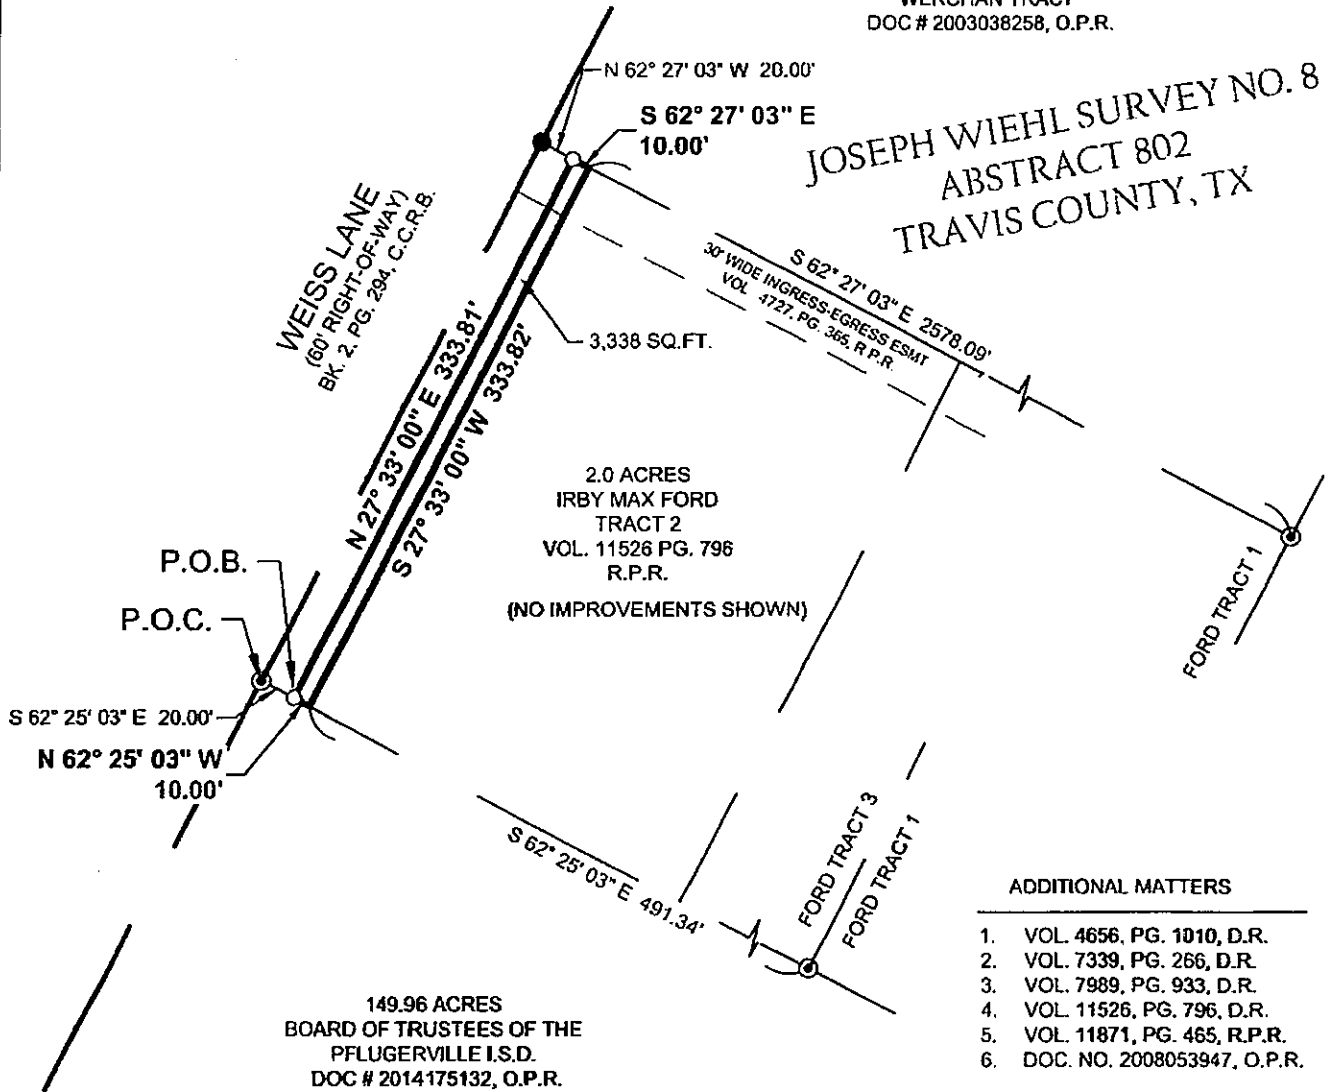 DOC # 2003038258, O.P.R.
N 62° 27' 03" W 20.00'
S 62° 27' 03" E
10.00'
JOSEPH WIEHL SURVEY NO. 8
ABSTRACT 802
TRAVIS COUNTY, TX
WEISS LANE
(60' RIGHT-OF-WAY)
BK. 2, PG. 294, C.C.R.B.
S 62° 27' 03" E 2578.09'
30' WIDE INGRESS-EGRESS ESMT
VOL 4727, PG. 365, R.P.R.
3,338 SQ.FT.
N 27° 33' 00" E 333.81'
S 27° 33' 00" W 333.82'
2.0 ACRES
IRBY MAX FORD
TRACT 2
VOL. 11526 PG. 796
R.P.R.
(NO IMPROVEMENTS SHOWN)
P.O.B.
P.O.C.
FORD TRACT 1
S 62° 25' 03" E 20.00'
N 62° 25' 03" W
10.00'
S 62° 25' 03" E 491.34'
FORD TRACT 3
FORD TRACT 1
149.96 ACRES
BOARD OF TRUSTEES OF THE
PFLUGERVILLE I.S.D.
DOC # 2014175132, O.P.R.
ADDITIONAL MATTERS
1. VOL. 4656, PG. 1010, D.R.
2. VOL. 7339, PG. 266, D.R.
3. VOL. 7989, PG. 933, D.R.
4. VOL. 11526, PG. 796, D.R.
5. VOL. 11871, PG. 465, R.P.R.
6. DOC. NO. 2008053947, O.P.R.